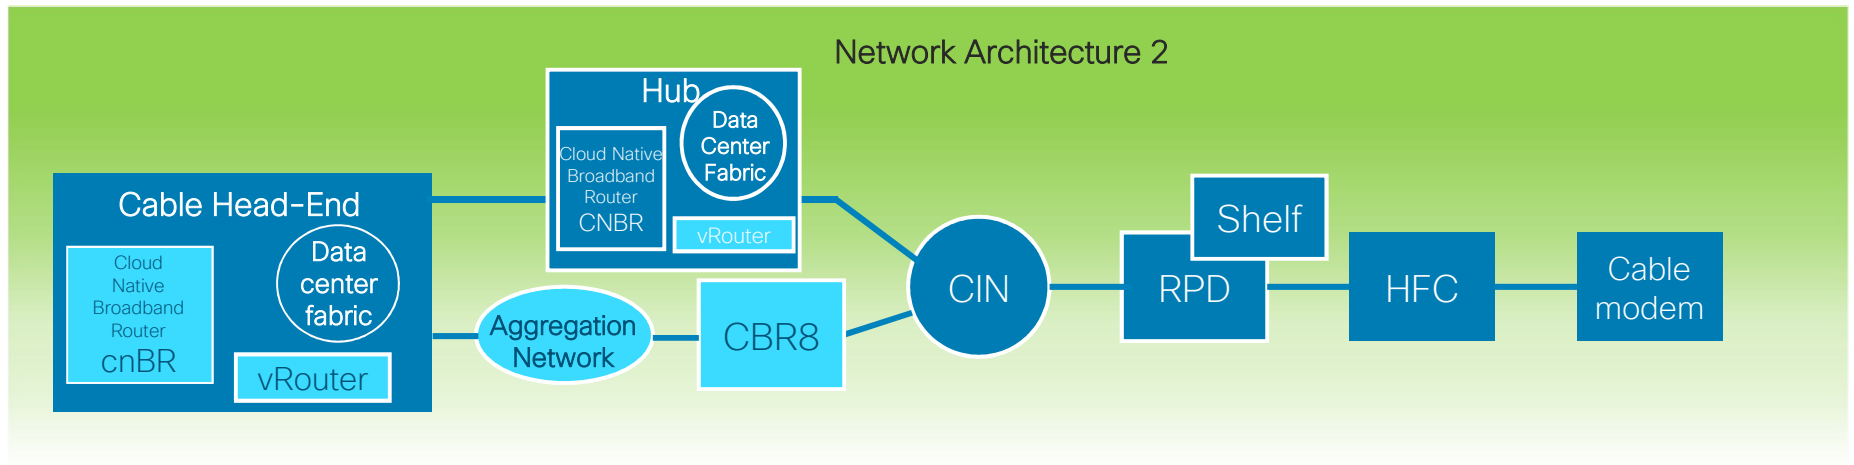 Network Architecture 2
Cable Head-End
Cloud
Native
Broadband
Router
cnBR
Data
center
fabric
vRouter
Hub
Cloud Native
Broadband
Router
CNBR
Data
Center
Fabric
vRouter
Aggregation
Network
CBR8
CIN
RPD
Shelf
HFC
Cable
modem